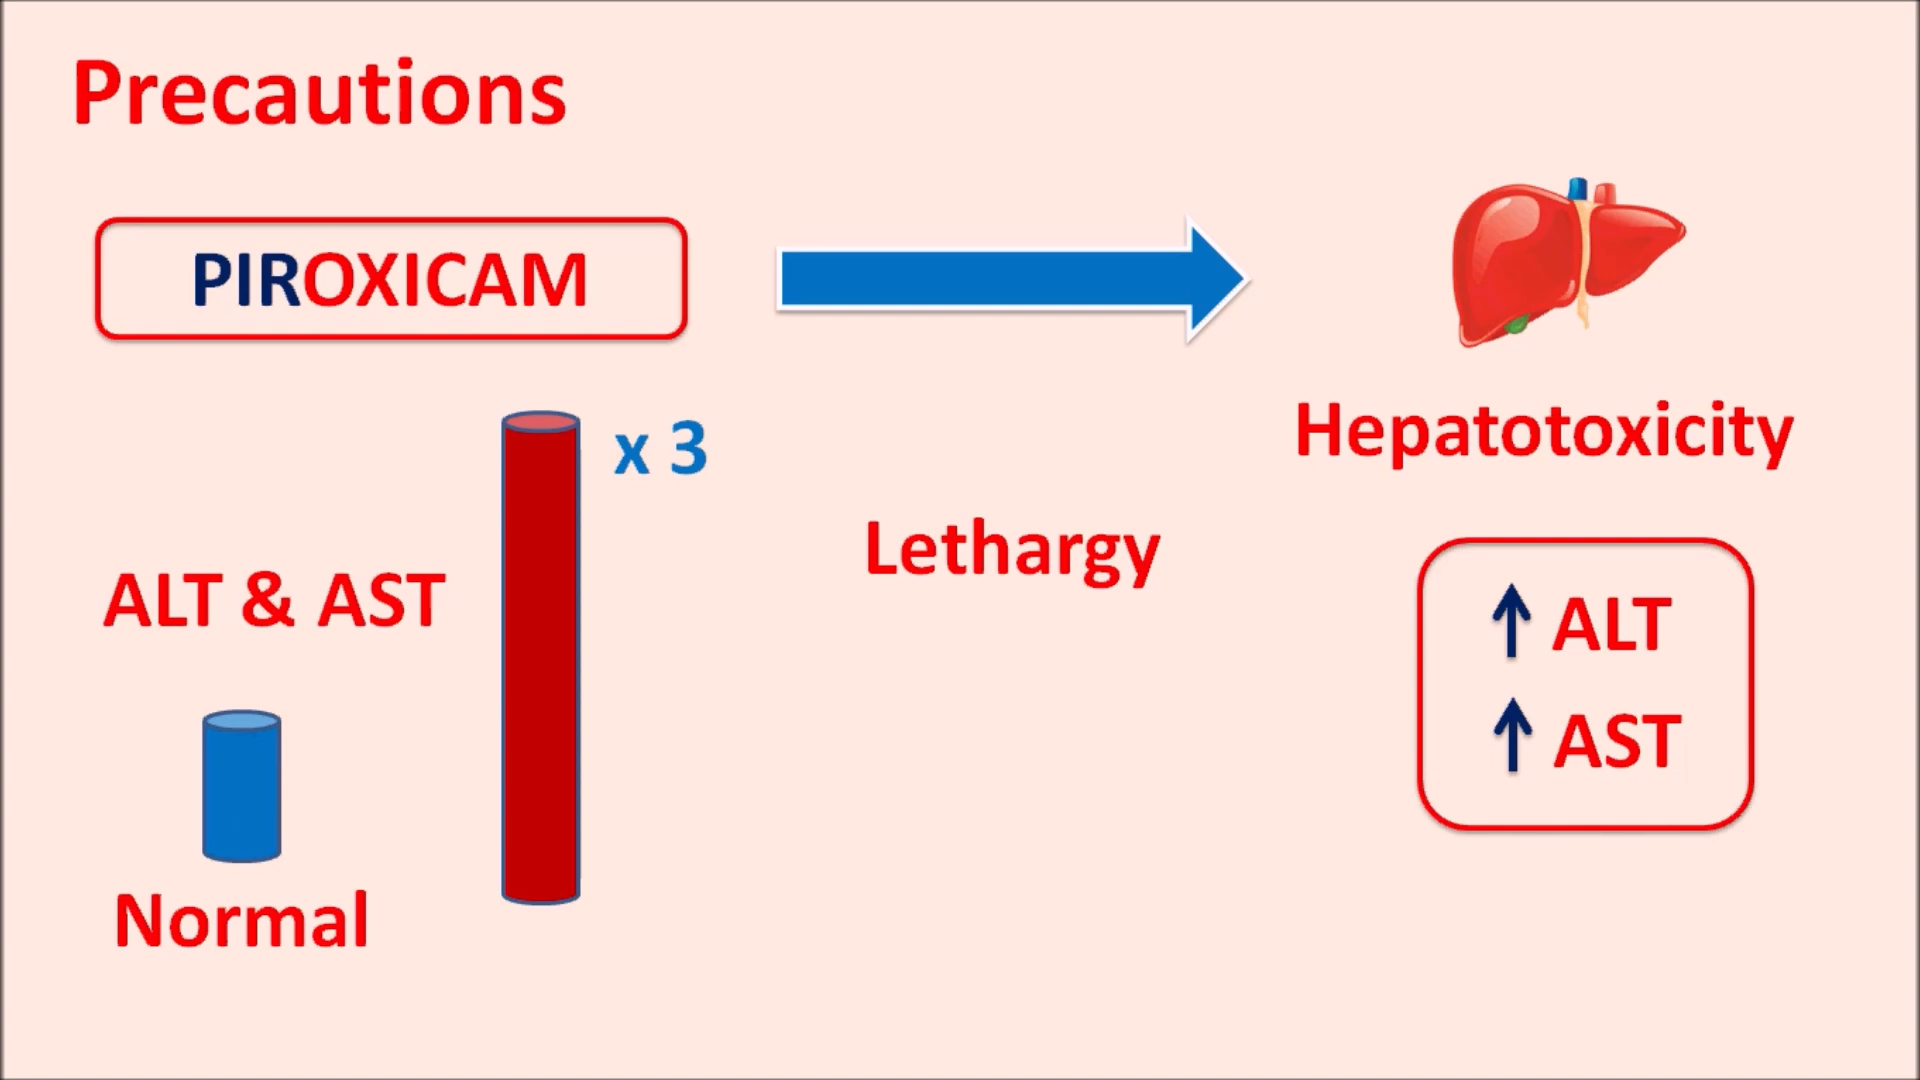 Precautions
PIROXICAM
x 3
Hepatotoxicity
Lethargy
ALT & AST
↑ ALT
↑ AST
Normal